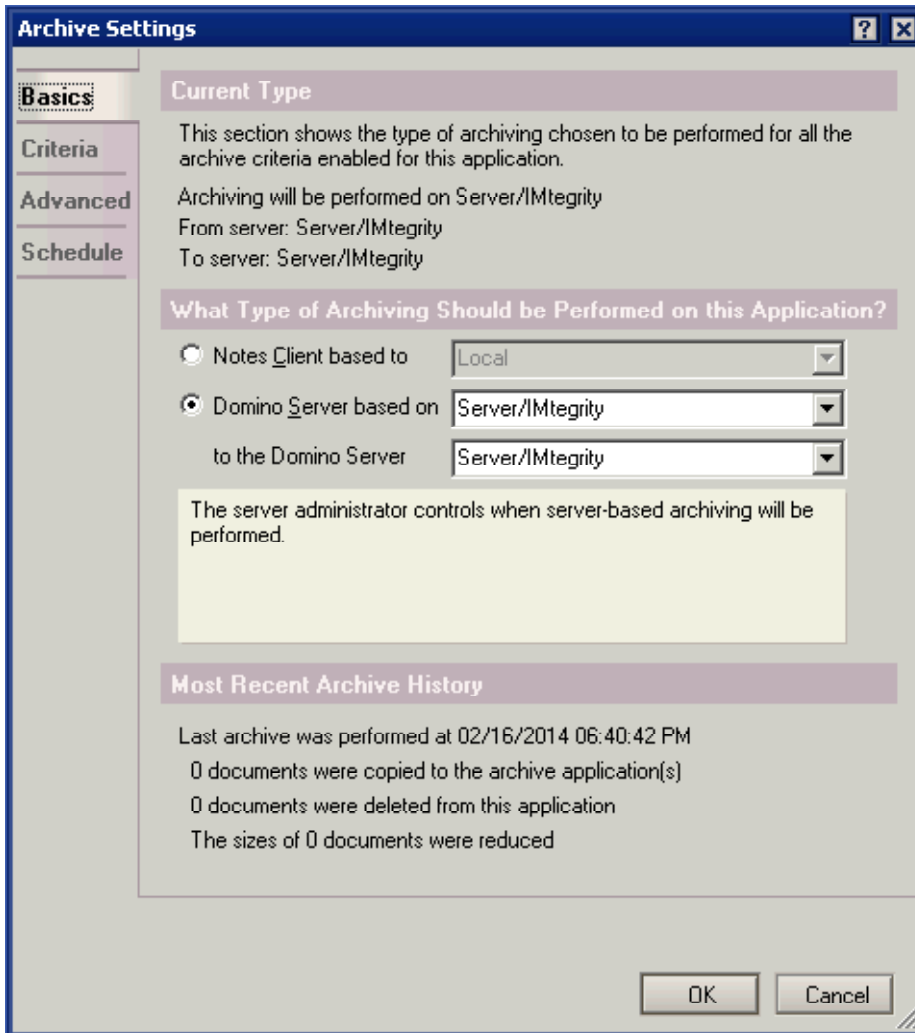 Archive Settings
Basics
Criteria
Advanced
Schedule
Current Type
This section shows the type of archiving chosen to be performed for all the
archive criteria enabled for this application.
Archiving will be performed on Server/IMtegrity
From server: Server/IMtegrity
To server: Server/IMtegrity
What Type of Archiving Should be Performed on this Application?
Notes Client based to Local
Domino Server based on Server/IMtegrity
to the Domino Server Server/IMtegrity
The server administrator controls when server-based archiving will be
performed.
Most Recent Archive History
Last archive was performed at 02/16/2014 06:40:42 PM
0 documents were copied to the archive application(s)
0 documents were deleted from this application
The sizes of 0 documents were reduced
OK Cancel